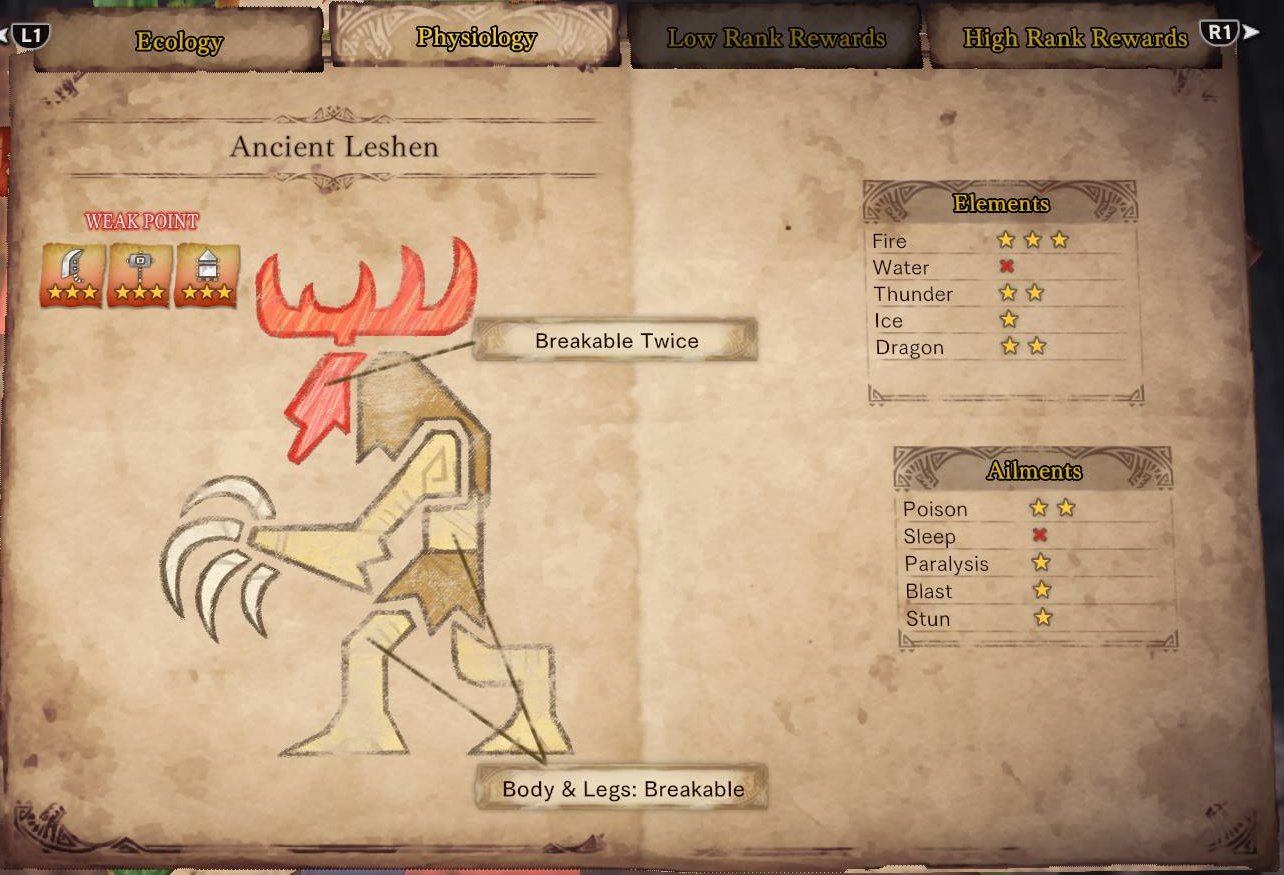 L1
Ecology
Physiology
Low Rank Rewards
High Rank Rewards
R1
Ancient Leshen
WEAK POINT
Breakable Twice
Body & Legs: Breakable
Elements
Fire
Water
Thunder
Ice
Dragon
Ailments
Poison
Sleep
Paralysis
Blast
Stun